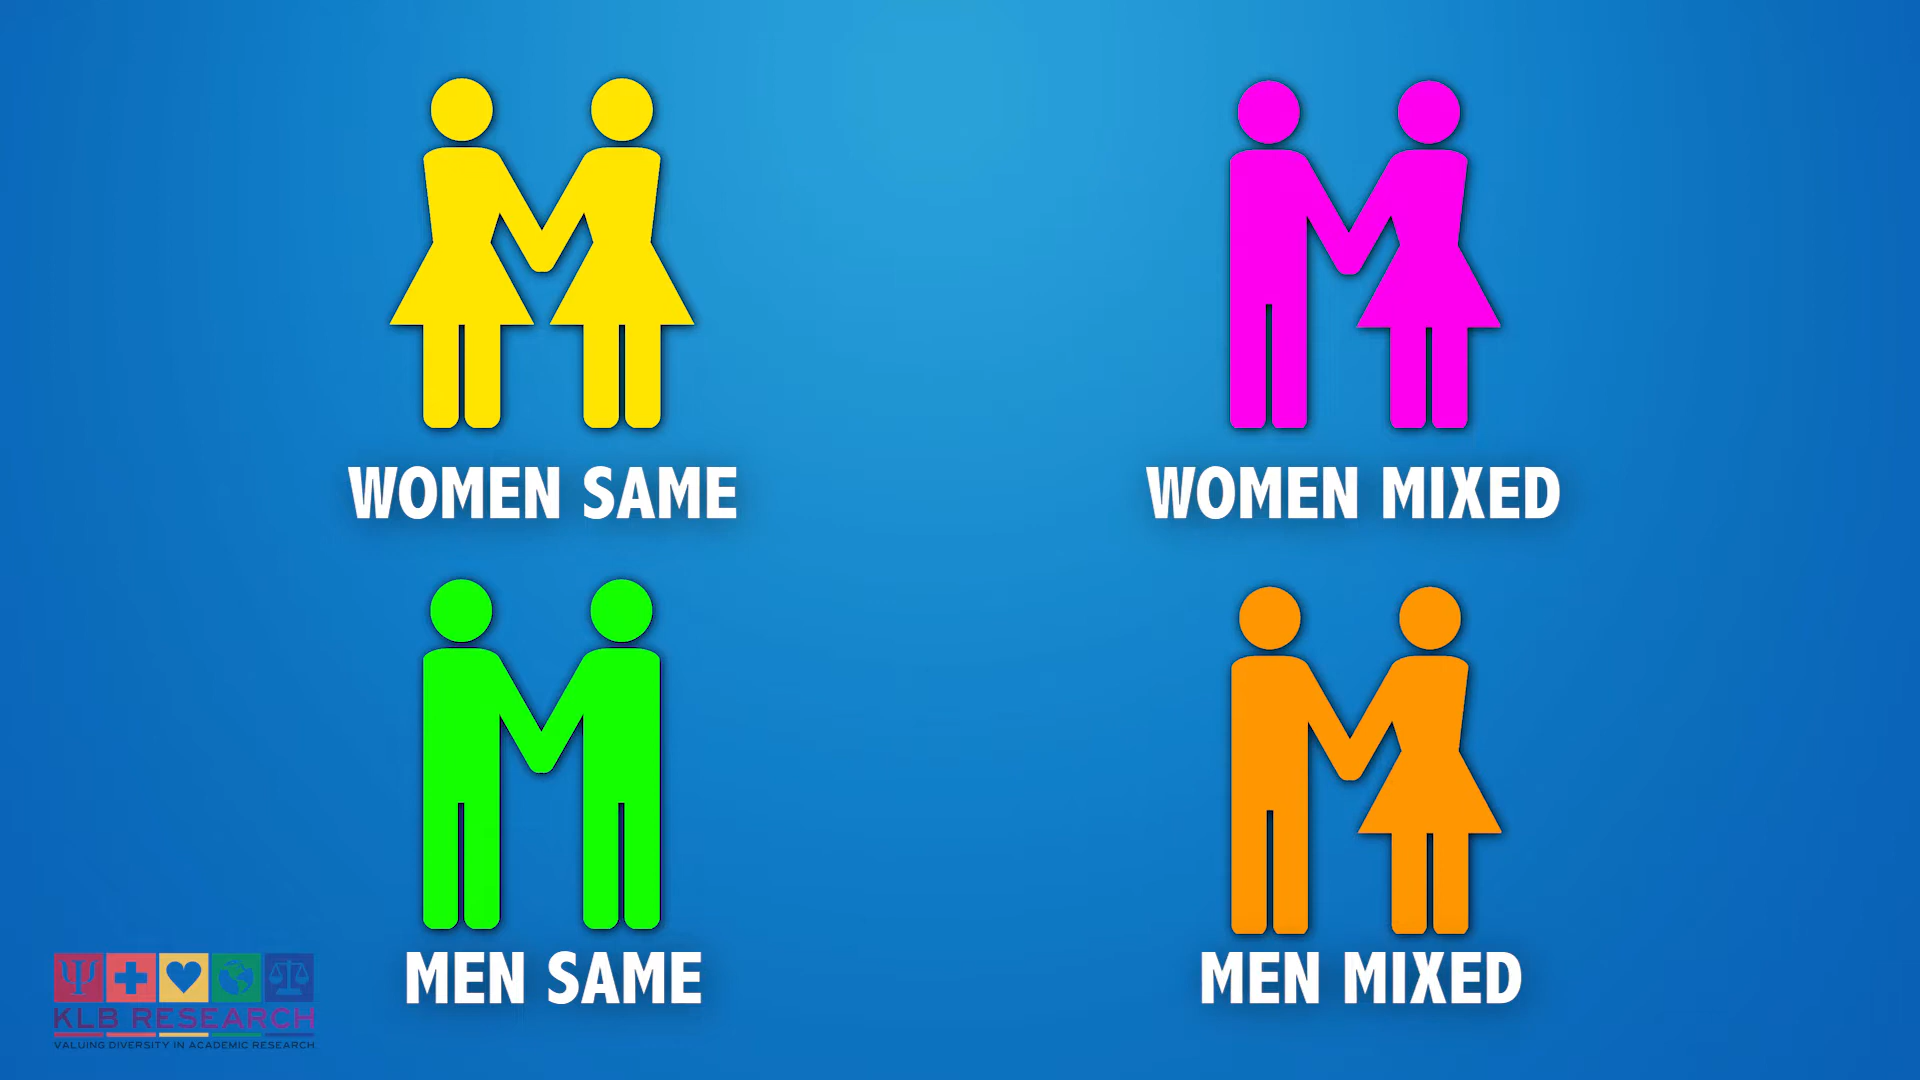 WOMEN SAME
WOMEN MIXED
MEN SAME
MEN MIXED
KLB RESEARCH
VALUING DIVERSITY IN ACADEMIC RESEARCH